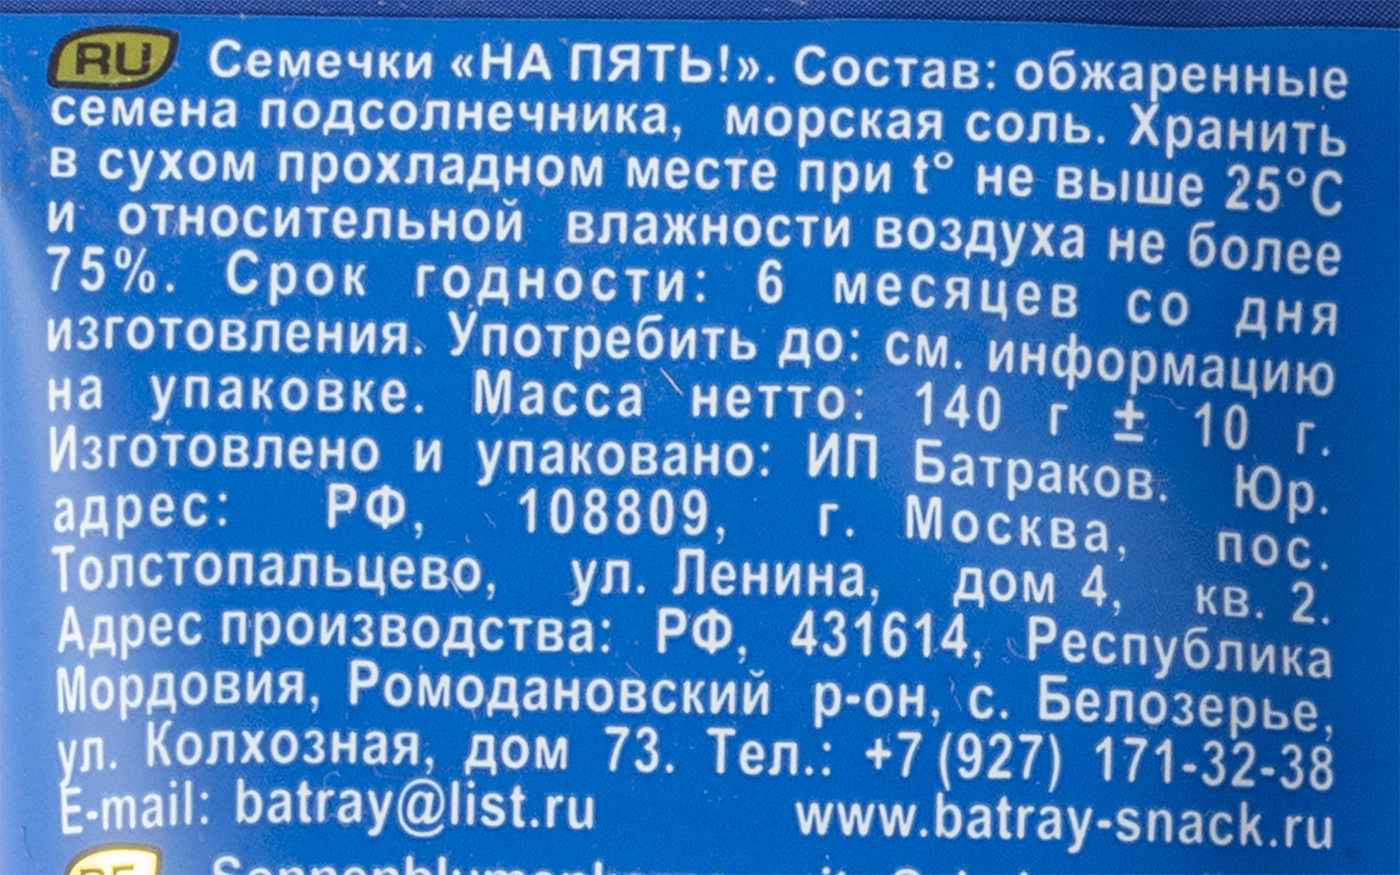 RU Семечки «НА ПЯТЬ!». Состав: обжаренные
семена подсолнечника, морская соль. Хранить
в сухом прохладном месте при t° не выше 25°С
и относительной влажности воздуха не более
75%. Срок годности: 6 месяцев со дня
изготовления. Употребить до: см. информацию
на упаковке. Масса нетто: 140 г ± 10 г.
Изготовлено и упаковано: ИП Батраков. Юр.
адрес: РФ, 108809, г. Москва, пос.
Толстопальцево, ул. Ленина, дом 4, кв. 2.
Адрес производства: РФ, 431614, Республика
Мордовия, Ромодановский р-он, с. Белозерье,
ул. Колхозная, дом 73. Тел.: +7 (927) 171-32-38
E-mail: batray@list.ru www.batray-snack.ru